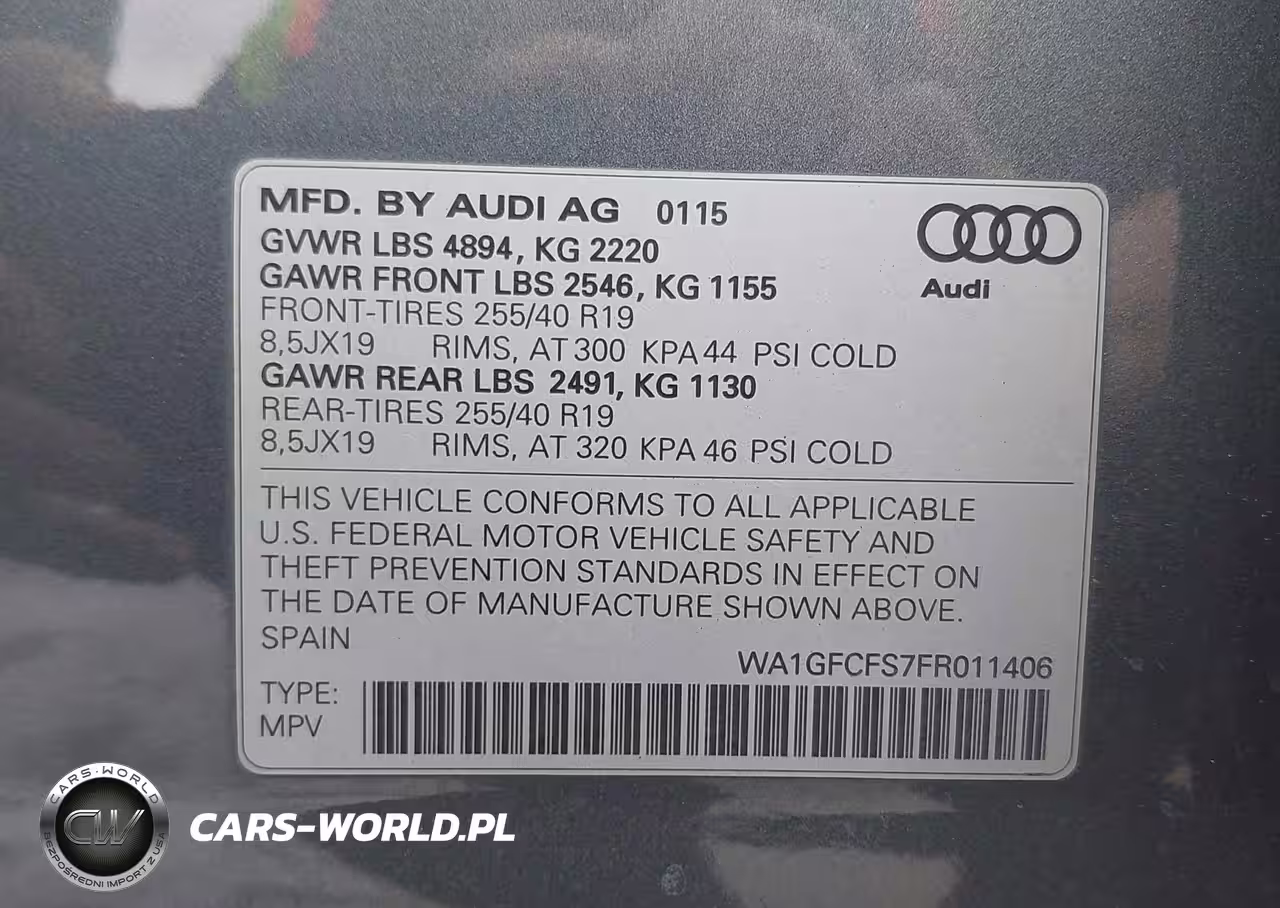 MFD. BY AUDI AG 0115
GVWR LBS 4894, KG 2220
GAWR FRONT LBS 2546, KG 1155
Audi
FRONT-TIRES 255/40 R19
8,5JX19 RIMS, AT 300 KPA 44 PSI COLD
GAWR REAR LBS 2491, KG 1130
REAR-TIRES 255/40 R19
8,5JX19 RIMS, AT 320 KPA 46 PSI COLD
THIS VEHICLE CONFORMS TO ALL APPLICABLE
U.S. FEDERAL MOTOR VEHICLE SAFETY AND
THEFT PREVENTION STANDARDS IN EFFECT ON
THE DATE OF MANUFACTURE SHOWN ABOVE.
SPAIN
WA1GFCFS7FR011406
TYPE:
MPV
CARS-WORLD
CW
BEZPOŚREDNI IMPORT Z USA
CARS-WORLD.PL